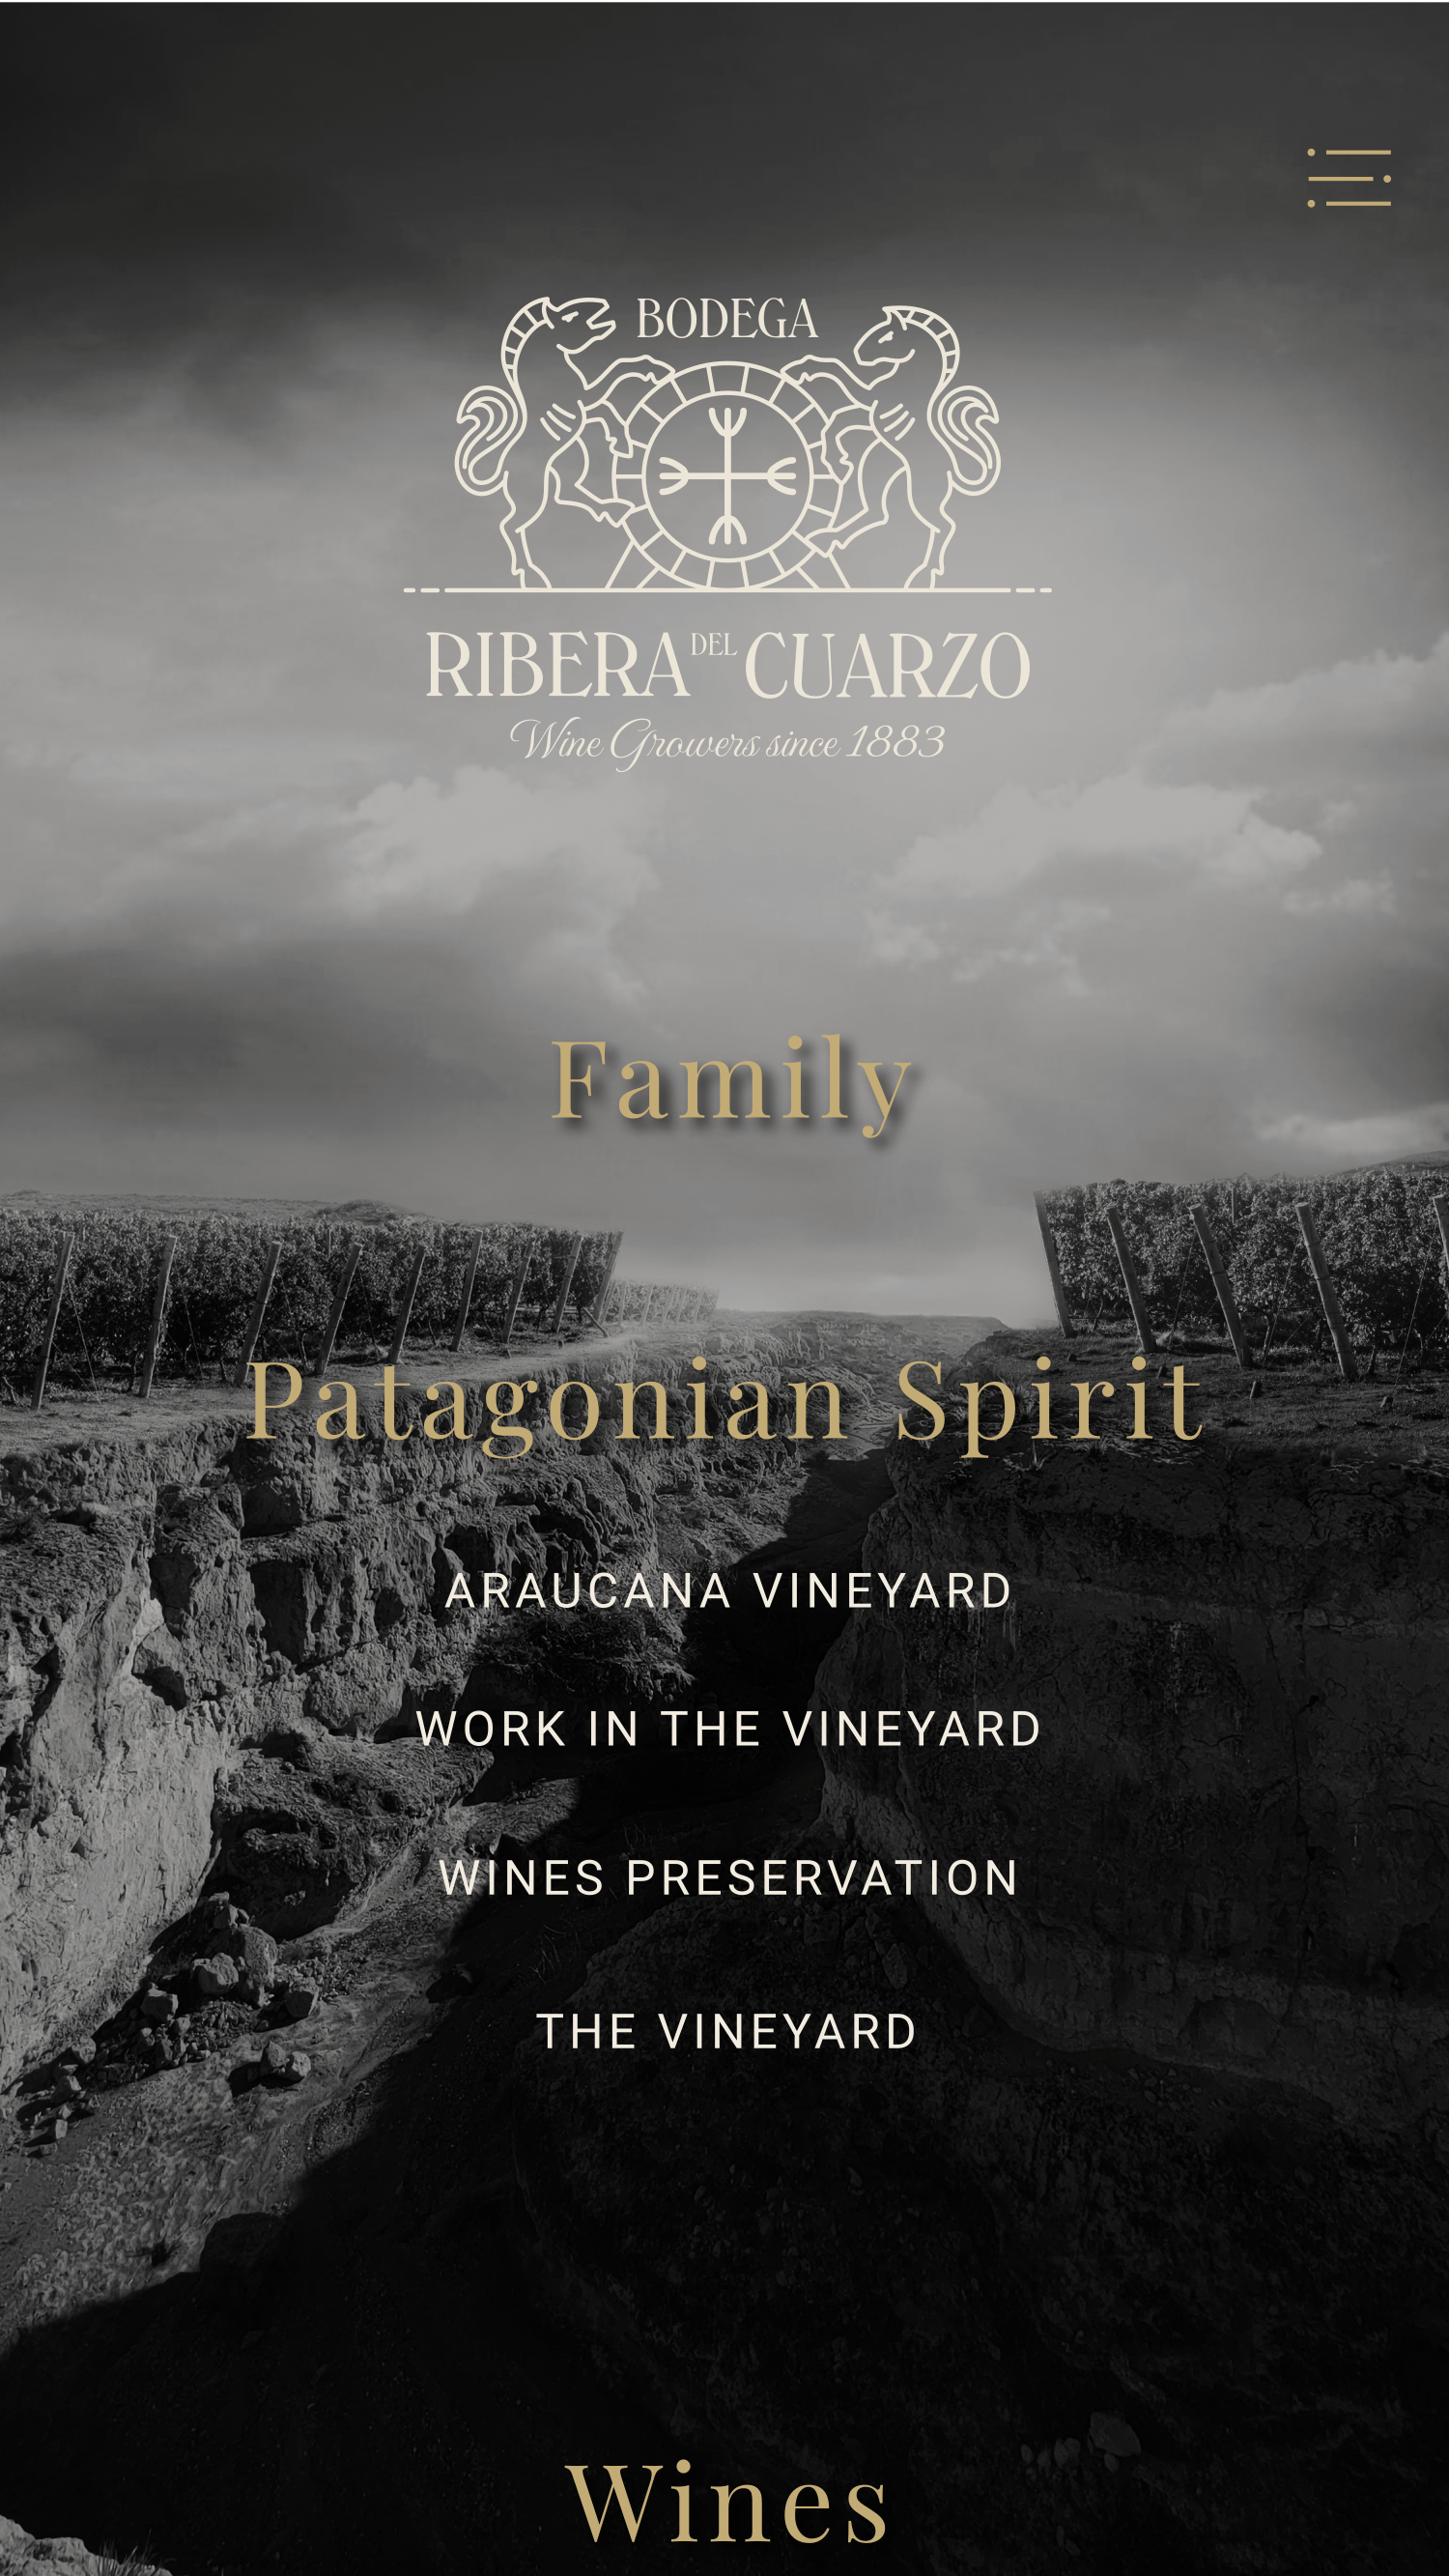 BODEGA
RIBERA DEL CUARZO
Wine Growers since 1883
Family
Patagonian Spirit
ARAUCANA VINEYARD
WORK IN THE VINEYARD
WINES PRESERVATION
THE VINEYARD
Wines